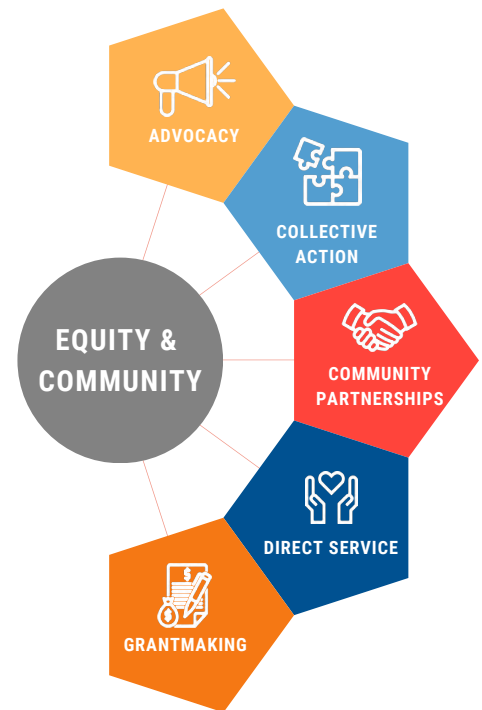 ADVOCACY
COLLECTIVE
ACTION
EQUITY &
COMMUNITY
COMMUNITY
PARTNERSHIPS
DIRECT SERVICE
$
$
GRANTMAKING